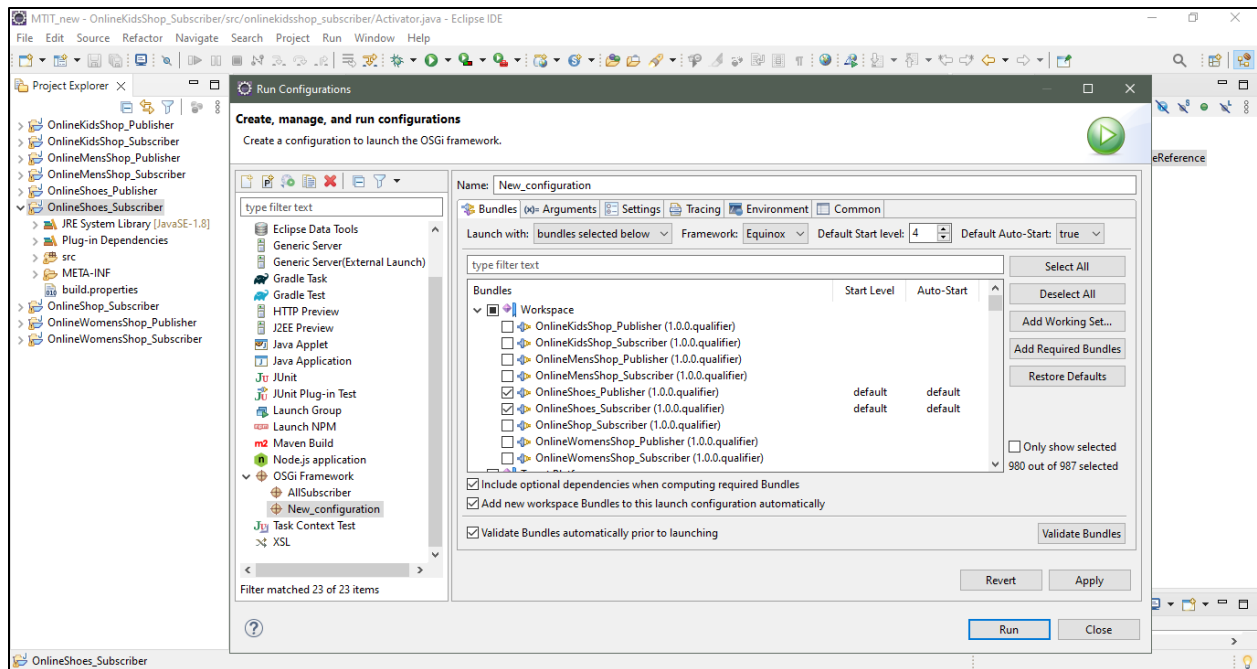 MTIT_new - OnlineKidsShop_Subscriber/src/onlinekidsshop_subscriber/Activator.java - Eclipse IDE
File Edit Source Refactor Navigate Search Project Run Window Help
Project Explorer
OnlineKidsShop_Publisher
OnlineKidsShop_Subscriber
OnlineMensShop_Publisher
OnlineMensShop_Subscriber
OnlineShoes_Publisher
OnlineShoes_Subscriber
JRE System Library [JavaSE-1.8]
Plug-in Dependencies
src
META-INF
build.properties
OnlineShop_Subscriber
OnlineWomensShop_Publisher
OnlineWomensShop_Subscriber
Run Configurations
Create, manage, and run configurations
Create a configuration to launch the OSGi framework.
type filter text
Eclipse Data Tools
Generic Server
Generic Server(External Launch)
Gradle Task
Gradle Test
HTTP Preview
J2EE Preview
Java Applet
Java Application
JUnit
JUnit Plug-in Test
Launch Group
Launch NPM
Maven Build
Node.js application
OSGi Framework
AllSubscriber
New_configuration
Task Context Test
XSL
Filter matched 23 of 23 items
Name: New_configuration
Bundles Arguments Settings Tracing Environment Common
Launch with: bundles selected below Framework: Equinox Default Start level: 4 Default Auto-Start: true
type filter text
Bundles Start Level Auto-Start
Workspace
OnlineKidsShop_Publisher (1.0.0.qualifier)
OnlineKidsShop_Subscriber (1.0.0.qualifier)
OnlineMensShop_Publisher (1.0.0.qualifier)
OnlineMensShop_Subscriber (1.0.0.qualifier)
OnlineShoes_Publisher (1.0.0.qualifier) default default
OnlineShoes_Subscriber (1.0.0.qualifier) default default
OnlineShop_Subscriber (1.0.0.qualifier)
OnlineWomensShop_Publisher (1.0.0.qualifier)
OnlineWomensShop_Subscriber (1.0.0.qualifier)
Select All
Deselect All
Add Working Set...
Add Required Bundles
Restore Defaults
Only show selected
980 out of 987 selected
Include optional dependencies when computing required Bundles
Add new workspace Bundles to this launch configuration automatically
Validate Bundles automatically prior to launching
Validate Bundles
Revert Apply
Run Close
eReference
OnlineShoes_Subscriber